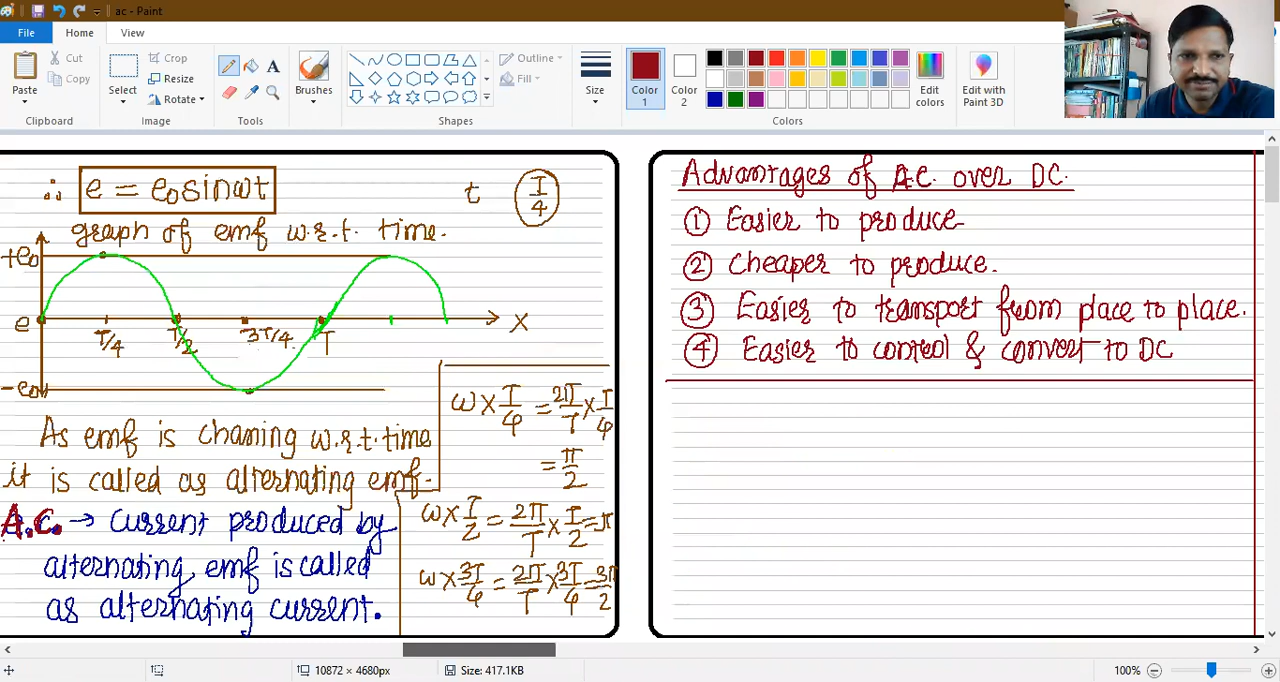 ac - Paint
File
Home
View
Paste
Cut
Copy
Clipboard
Select
Crop
Resize
Rotate
Image
Tools
Brushes
Shapes
Outline
Fill
Size
Color 1
Color 2
Edit colors
Edit with Paint 3D
Colors
∴ e = e₀sinωt
t T/4
graph of emf w.r.t. time.
+e₀
e
T/4 T/2 3T/4 T X
-e₀
As emf is chaning w.r.t. time
it is called as alternating emf.
A.C. → Current produced by
alternating emf is called
as alternating current.
ω × T/4 = 2π/T × T/4
= π/2
ω × T/2 = 2π/T × T/2 = π
ω × 3T/4 = 2π/T × 3T/4 = 3π/2
Advantages of A.C. over DC.
① Easier to produce
② Cheaper to produce.
③ Easier to transport from place to place.
④ Easier to control & convert to DC
10872 × 4680px
Size: 417.1KB
100%